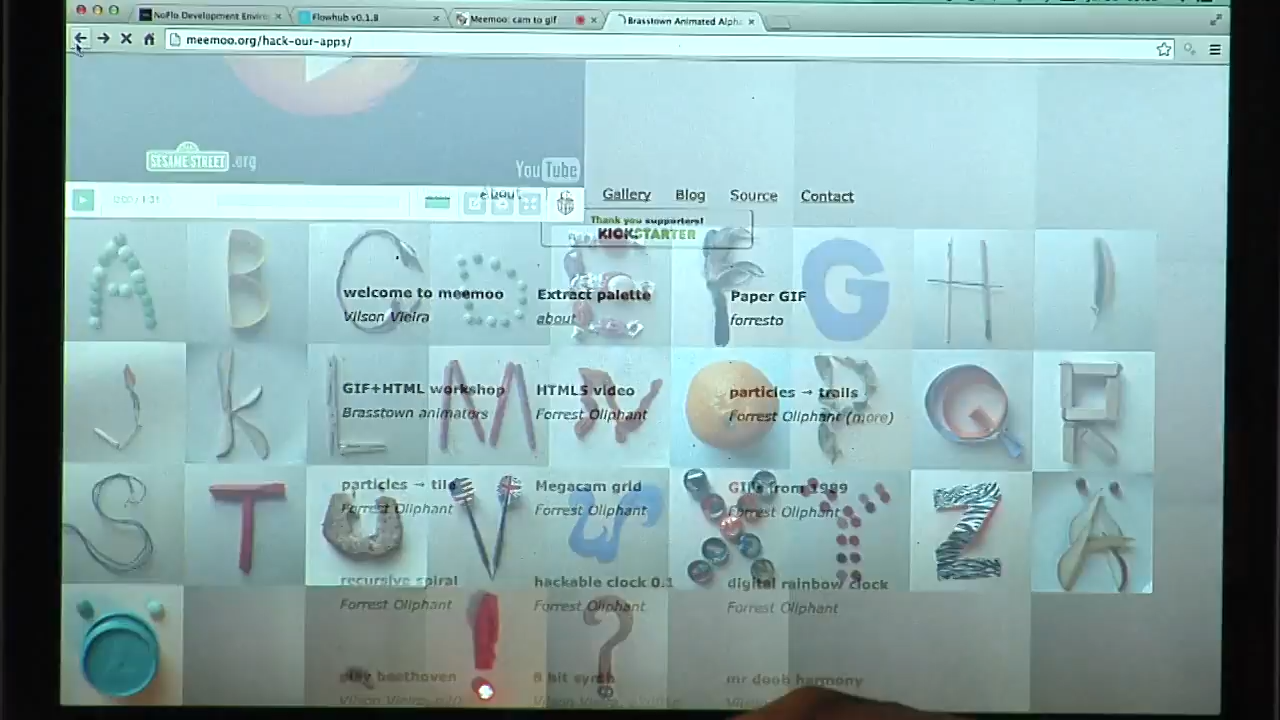 NoFlo Development Enviro
Flowhub v0.1.8
Meemoo: cam to gif
Brasstown Animated Alpha
meemoo.org/hack-our-apps/
SESAME STREET .org
YouTube
about
Gallery
Blog
Source
Contact
Thank you supporters!
KICKSTARTER
A B C D E F G H I
welcome to meemoo
Vilson Vieira
Extract palette
about
Paper GIF
forresto
J K L M N O P Q R
GIF+HTML workshop
Brasstown animators
HTML5 video
Forrest Oliphant
particles → trails
Forrest Oliphant (more)
S T U V W X Y Z Ä
particles → tile
Forrest Oliphant
Megacam grid
Forrest Oliphant
GIFs from 1989
Forrest Oliphant
recursive spiral
Forrest Oliphant
hackable clock 0.1
Forrest Oliphant
digital rainbow clock
Forrest Oliphant
Ö ! ?
play beethoven
8 bit synth
mr doob harmony